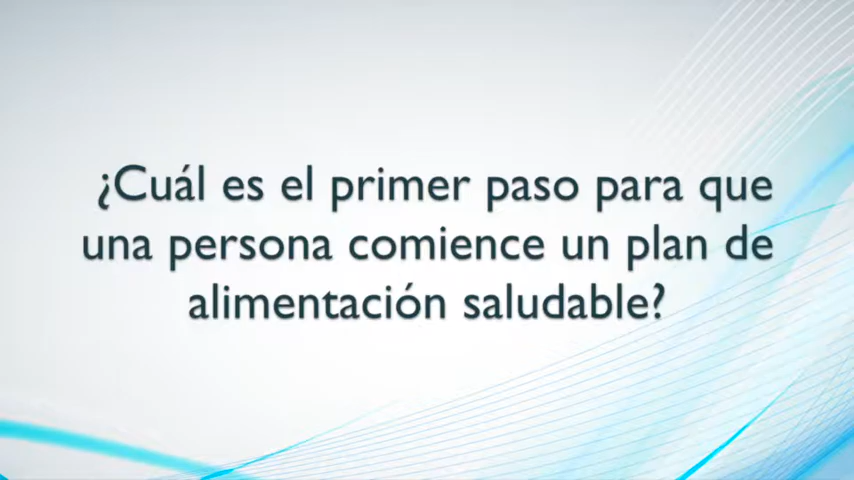 ¿Cuál es el primer paso para que
una persona comience un plan de
alimentación saludable?